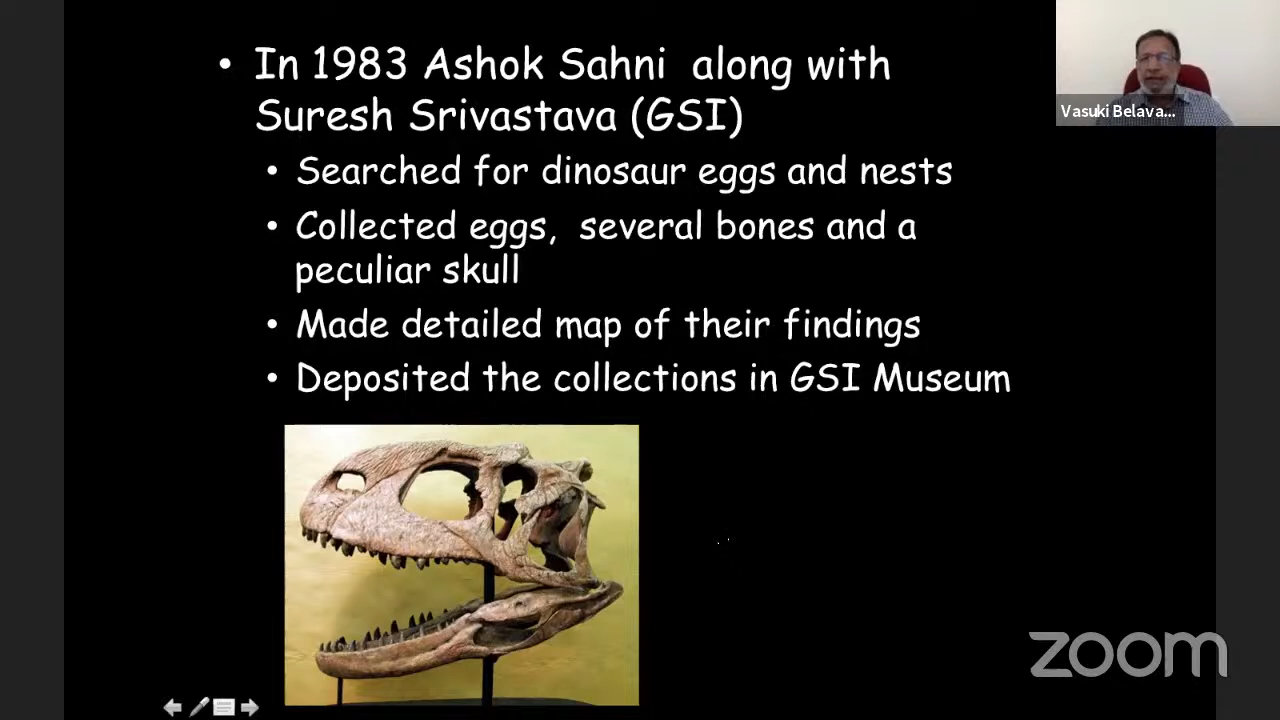 • In 1983 Ashok Sahni along with
Suresh Srivastava (GSI)
• Searched for dinosaur eggs and nests
• Collected eggs, several bones and a
peculiar skull
• Made detailed map of their findings
• Deposited the collections in GSI Museum
Vasuki Belava...
zoom